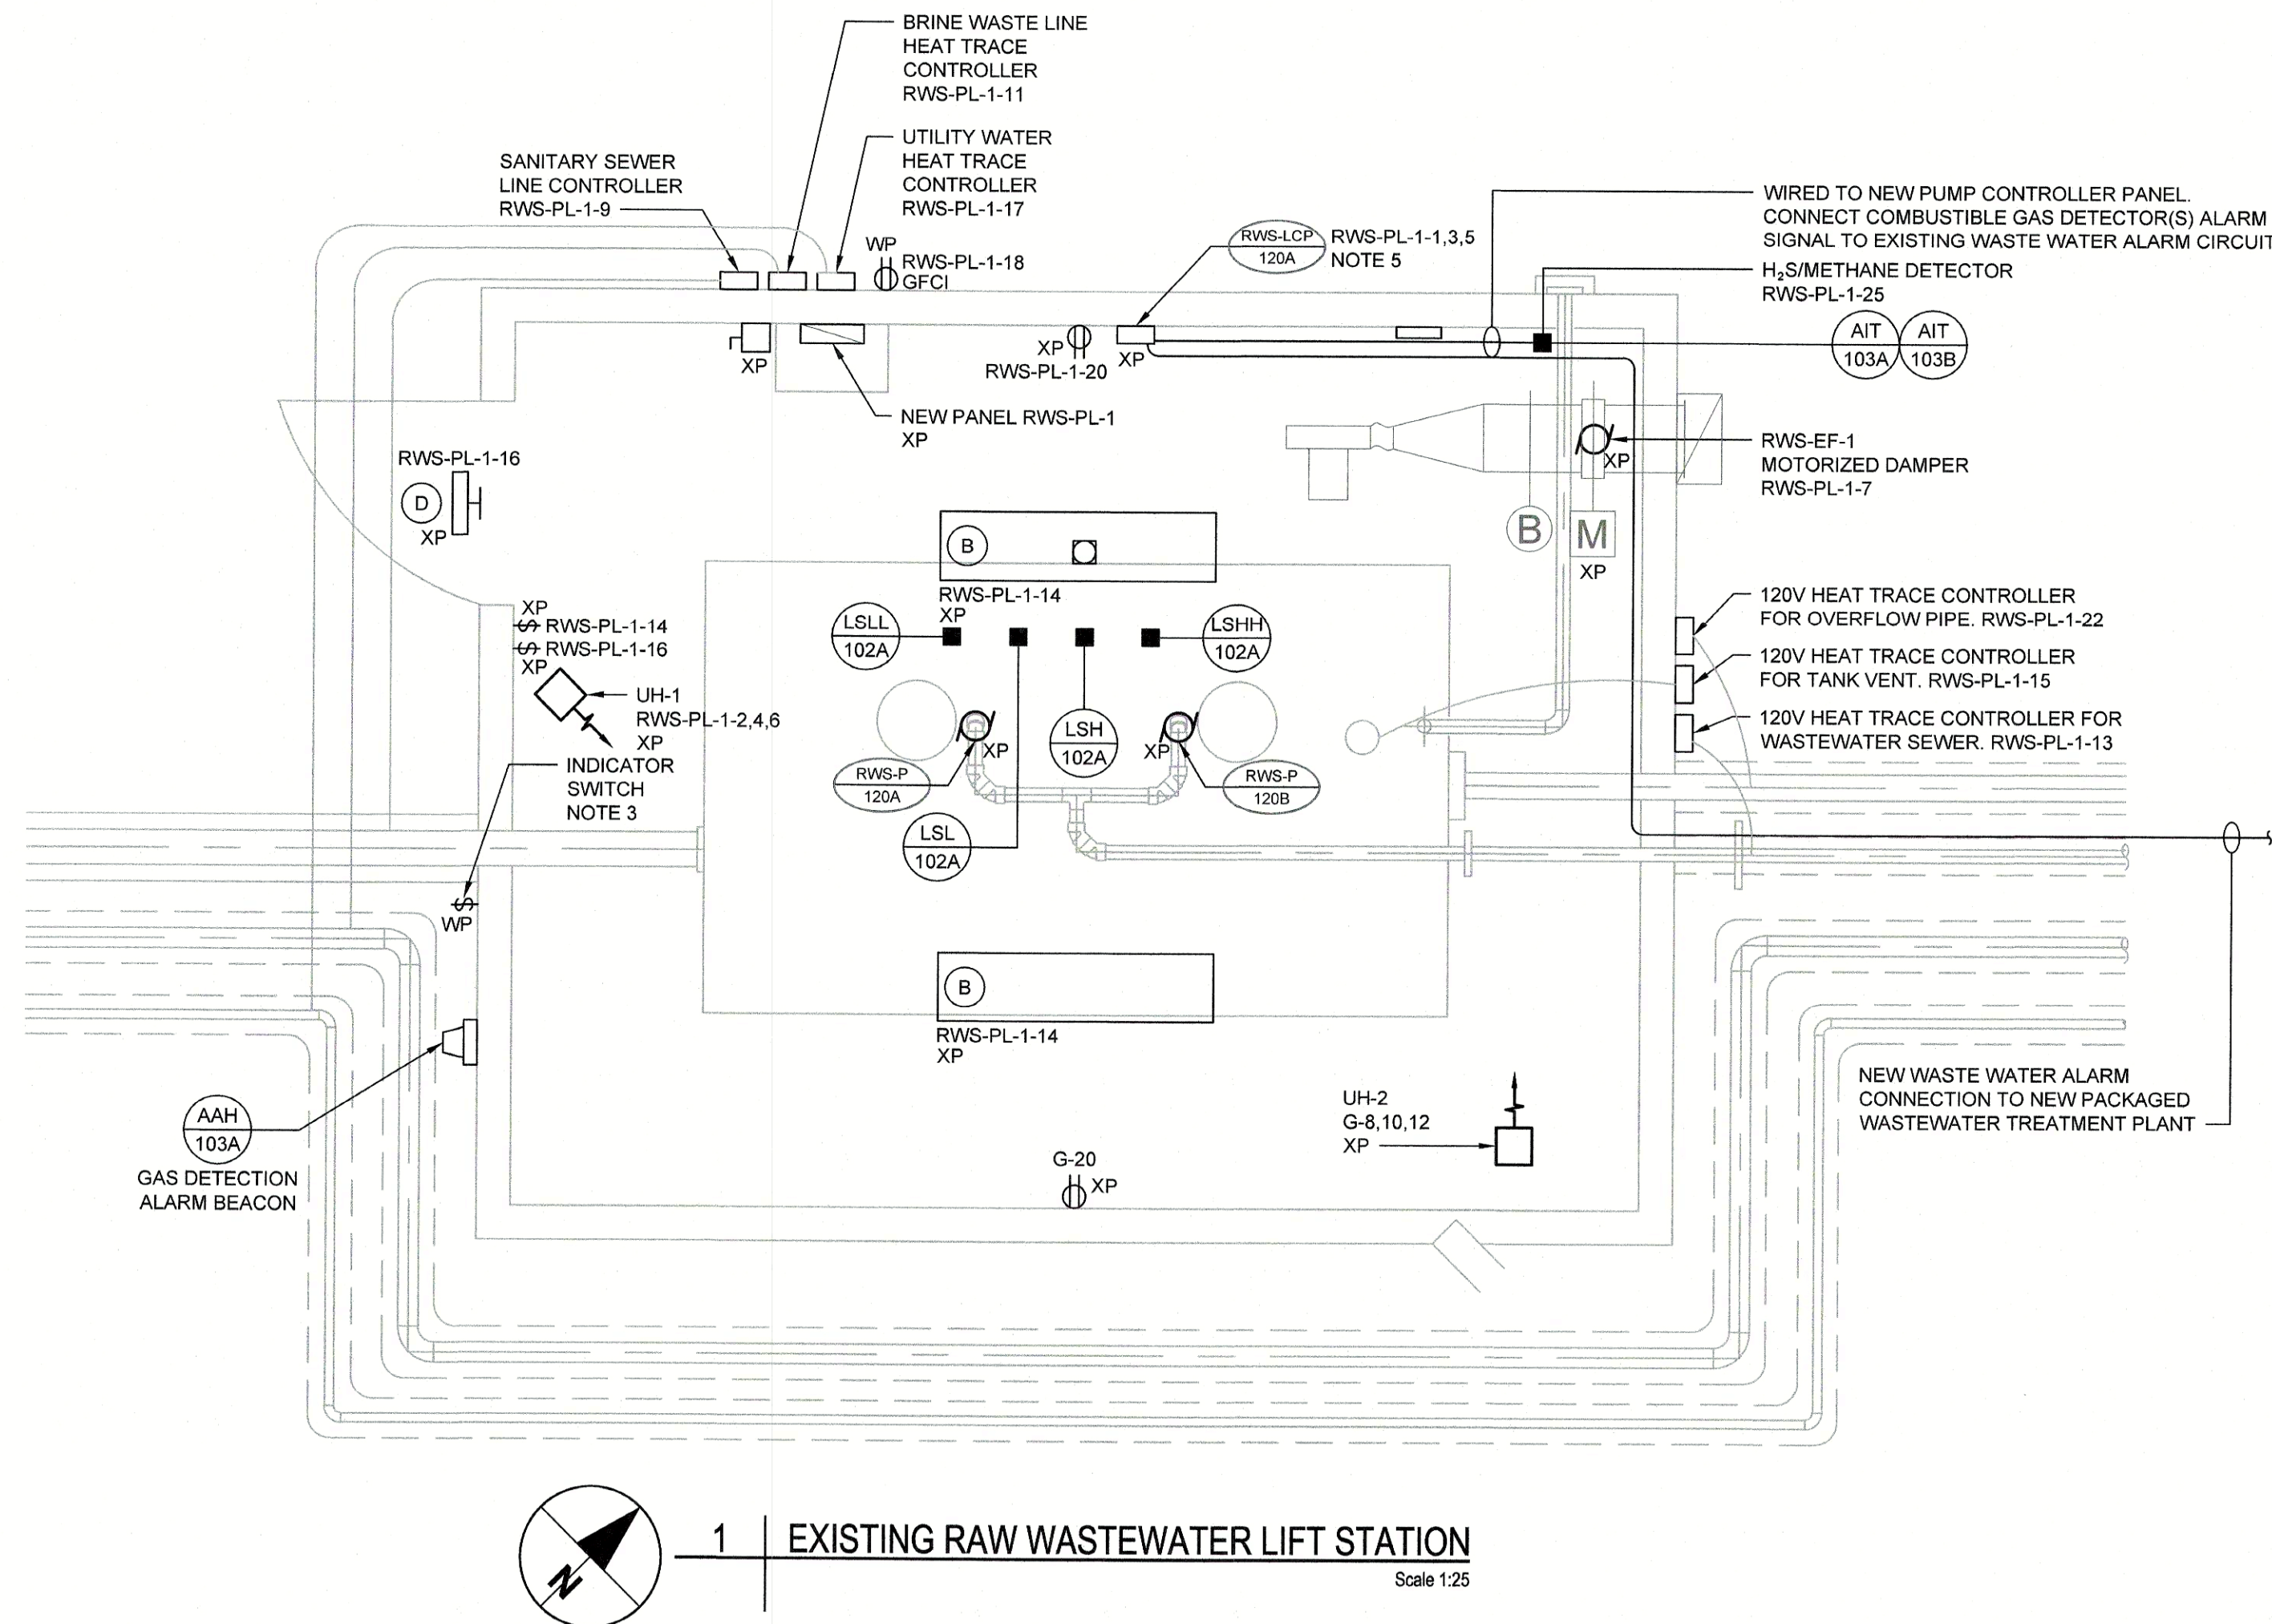 BRINE WASTE LINE
HEAT TRACE
CONTROLLER
RWS-PL-1-11
UTILITY WATER
HEAT TRACE
CONTROLLER
RWS-PL-1-17
SANITARY SEWER
LINE CONTROLLER
RWS-PL-1-9
WP
RWS-PL-1-18
GFCI
RWS-LCP
120A
RWS-PL-1-1,3,5
NOTE 5
WIRED TO NEW PUMP CONTROLLER PANEL.
CONNECT COMBUSTIBLE GAS DETECTOR(S) ALARM
SIGNAL TO EXISTING WASTE WATER ALARM CIRCUIT
H₂S/METHANE DETECTOR
RWS-PL-1-25
AIT
103A
AIT
103B
XP
XP
RWS-PL-1-20
XP
NEW PANEL RWS-PL-1
XP
RWS-EF-1
MOTORIZED DAMPER
RWS-PL-1-7
XP
B
M
XP
RWS-PL-1-16
D
XP
B
RWS-PL-1-14
XP
XP
RWS-PL-1-14
RWS-PL-1-16
XP
LSLL
102A
LSHH
102A
120V HEAT TRACE CONTROLLER
FOR OVERFLOW PIPE. RWS-PL-1-22
120V HEAT TRACE CONTROLLER
FOR TANK VENT. RWS-PL-1-15
120V HEAT TRACE CONTROLLER FOR
WASTEWATER SEWER. RWS-PL-1-13
UH-1
RWS-PL-1-2,4,6
XP
INDICATOR
SWITCH
NOTE 3
WP
XP
LSH
102A
XP
RWS-P
120A
RWS-P
120B
LSL
102A
B
RWS-PL-1-14
XP
AAH
103A
GAS DETECTION
ALARM BEACON
UH-2
G-8,10,12
XP
G-20
XP
NEW WASTE WATER ALARM
CONNECTION TO NEW PACKAGED
WASTEWATER TREATMENT PLANT
N
1
EXISTING RAW WASTEWATER LIFT STATION
Scale 1:25